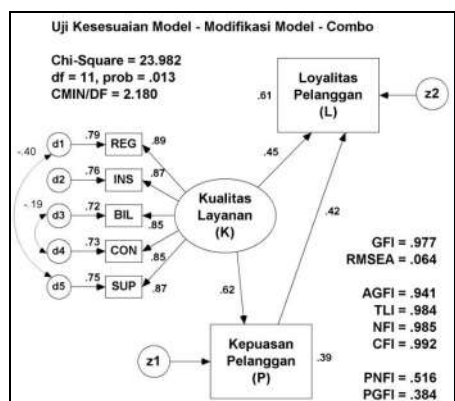 Uji Kesesuaian Model - Modifikasi Model - Combo
Chi-Square = 23.982
df = 11, prob = .013
CMIN/DF = 2.180
.61
Loyalitas
Pelanggan
(L)
z2
d1
.79
REG
.89
-.40
d2
.76
INS
.87
-.19
d3
.72
BIL
.85
d4
.73
CON
.85
d5
.75
SUP
.87
Kualitas
Layanan
(K)
.45
.42
.62
z1
Kepuasan
Pelanggan
(P)
.39
GFI = .977
RMSEA = .064
AGFI = .941
TLI = .984
NFI = .985
CFI = .992
PNFI = .516
PGFI = .384